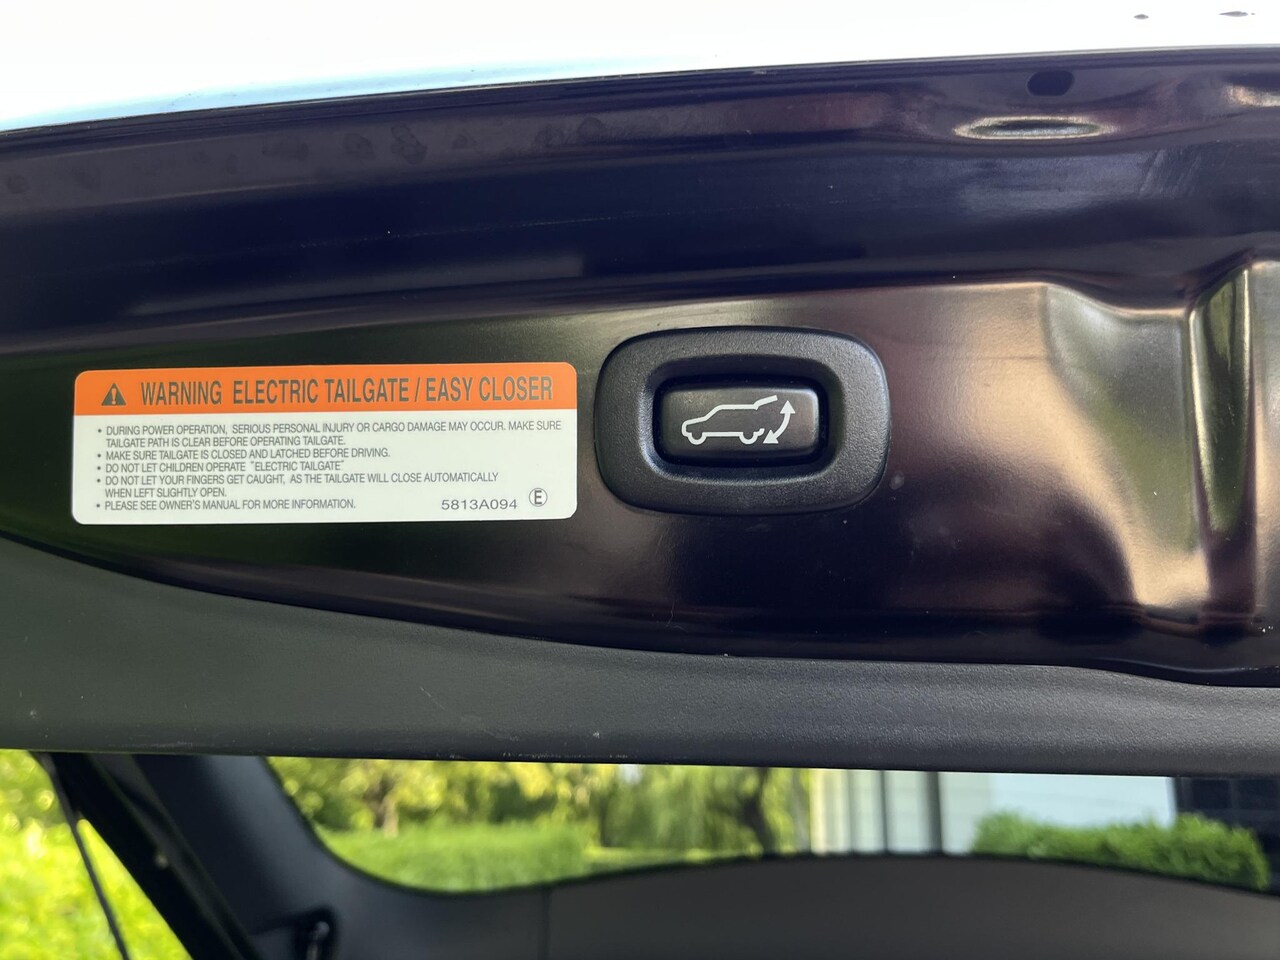 WARNING ELECTRIC TAILGATE / EASY CLOSER
• DURING POWER OPERATION, SERIOUS PERSONAL INJURY OR CARGO DAMAGE MAY OCCUR. MAKE SURE
TAILGATE PATH IS CLEAR BEFORE OPERATING TAILGATE.
• MAKE SURE TAILGATE IS CLOSED AND LATCHED BEFORE DRIVING.
• DO NOT LET CHILDREN OPERATE "ELECTRIC TAILGATE"
• DO NOT LET YOUR FINGERS GET CAUGHT, AS THE TAILGATE WILL CLOSE AUTOMATICALLY
WHEN LEFT SLIGHTLY OPEN.
• PLEASE SEE OWNER'S MANUAL FOR MORE INFORMATION. 5813A094 Ⓔ